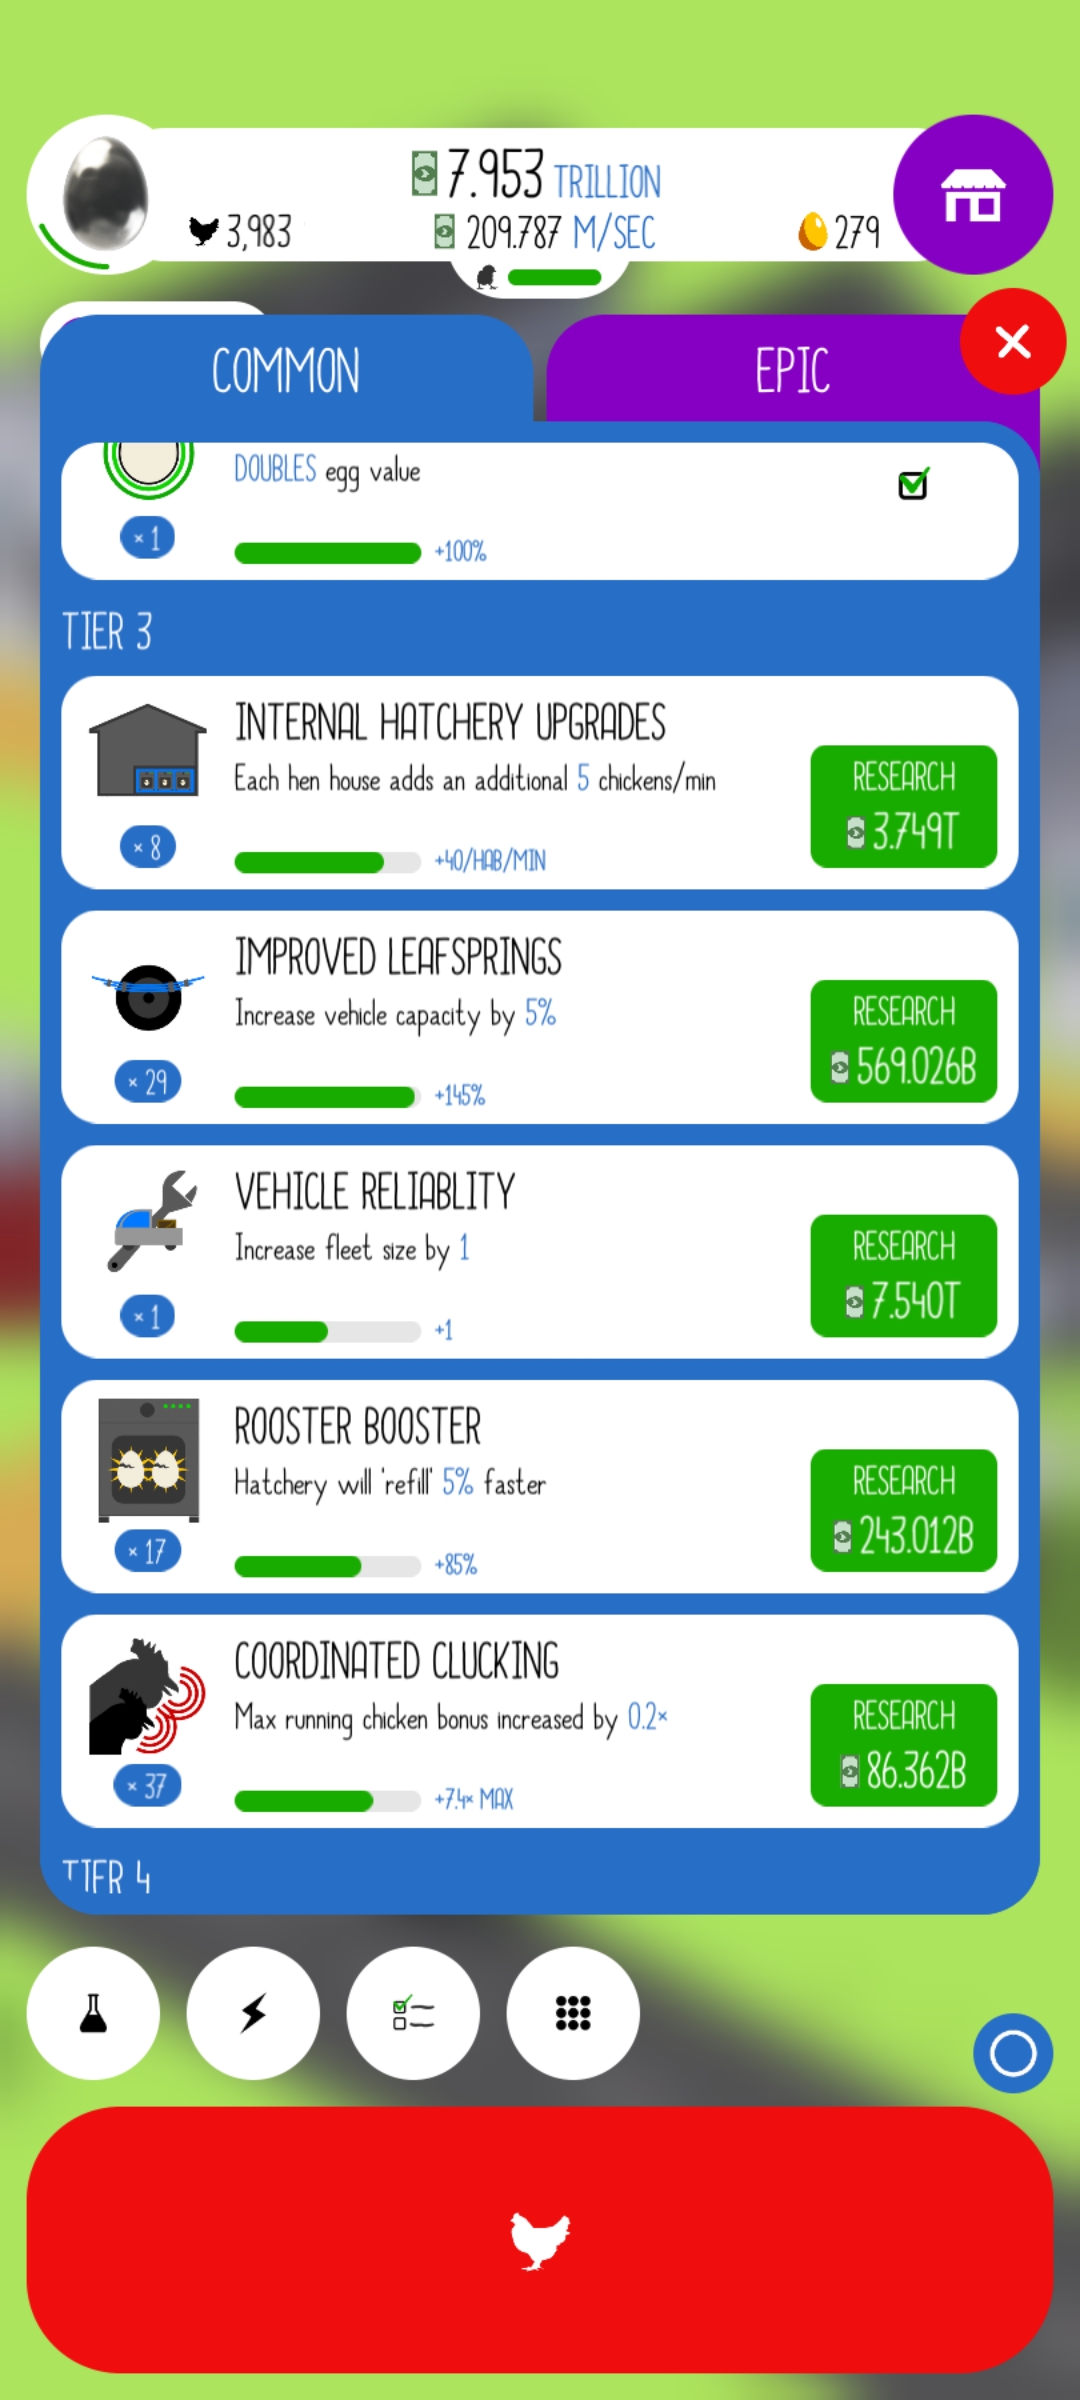 7.953 TRILLION
3,983 209.787 M/SEC 279
COMMON EPIC
DOUBLES egg value
× 1 +100%
TIER 3
INTERNAL HATCHERY UPGRADES
Each hen house adds an additional 5 chickens/min
RESEARCH
3.749T
× 8 +40/HAB/MIN
IMPROVED LEAFSPRINGS
Increase vehicle capacity by 5%
RESEARCH
569.026B
× 29 +145%
VEHICLE RELIABLITY
Increase fleet size by 1
RESEARCH
7.540T
× 1 +1
ROOSTER BOOSTER
Hatchery will 'refill' 5% faster
RESEARCH
243.012B
× 17 +85%
COORDINATED CLUCKING
Max running chicken bonus increased by 0.2×
RESEARCH
86.362B
× 37 +7.4× MAX
TIER 4